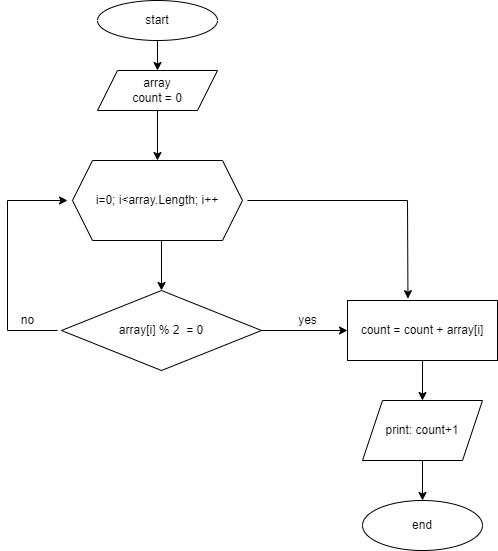 start
array
count = 0
i=0; i<array.Length; i++
no
array[i] % 2  = 0
yes
count = count + array[i]
print: count+1
end